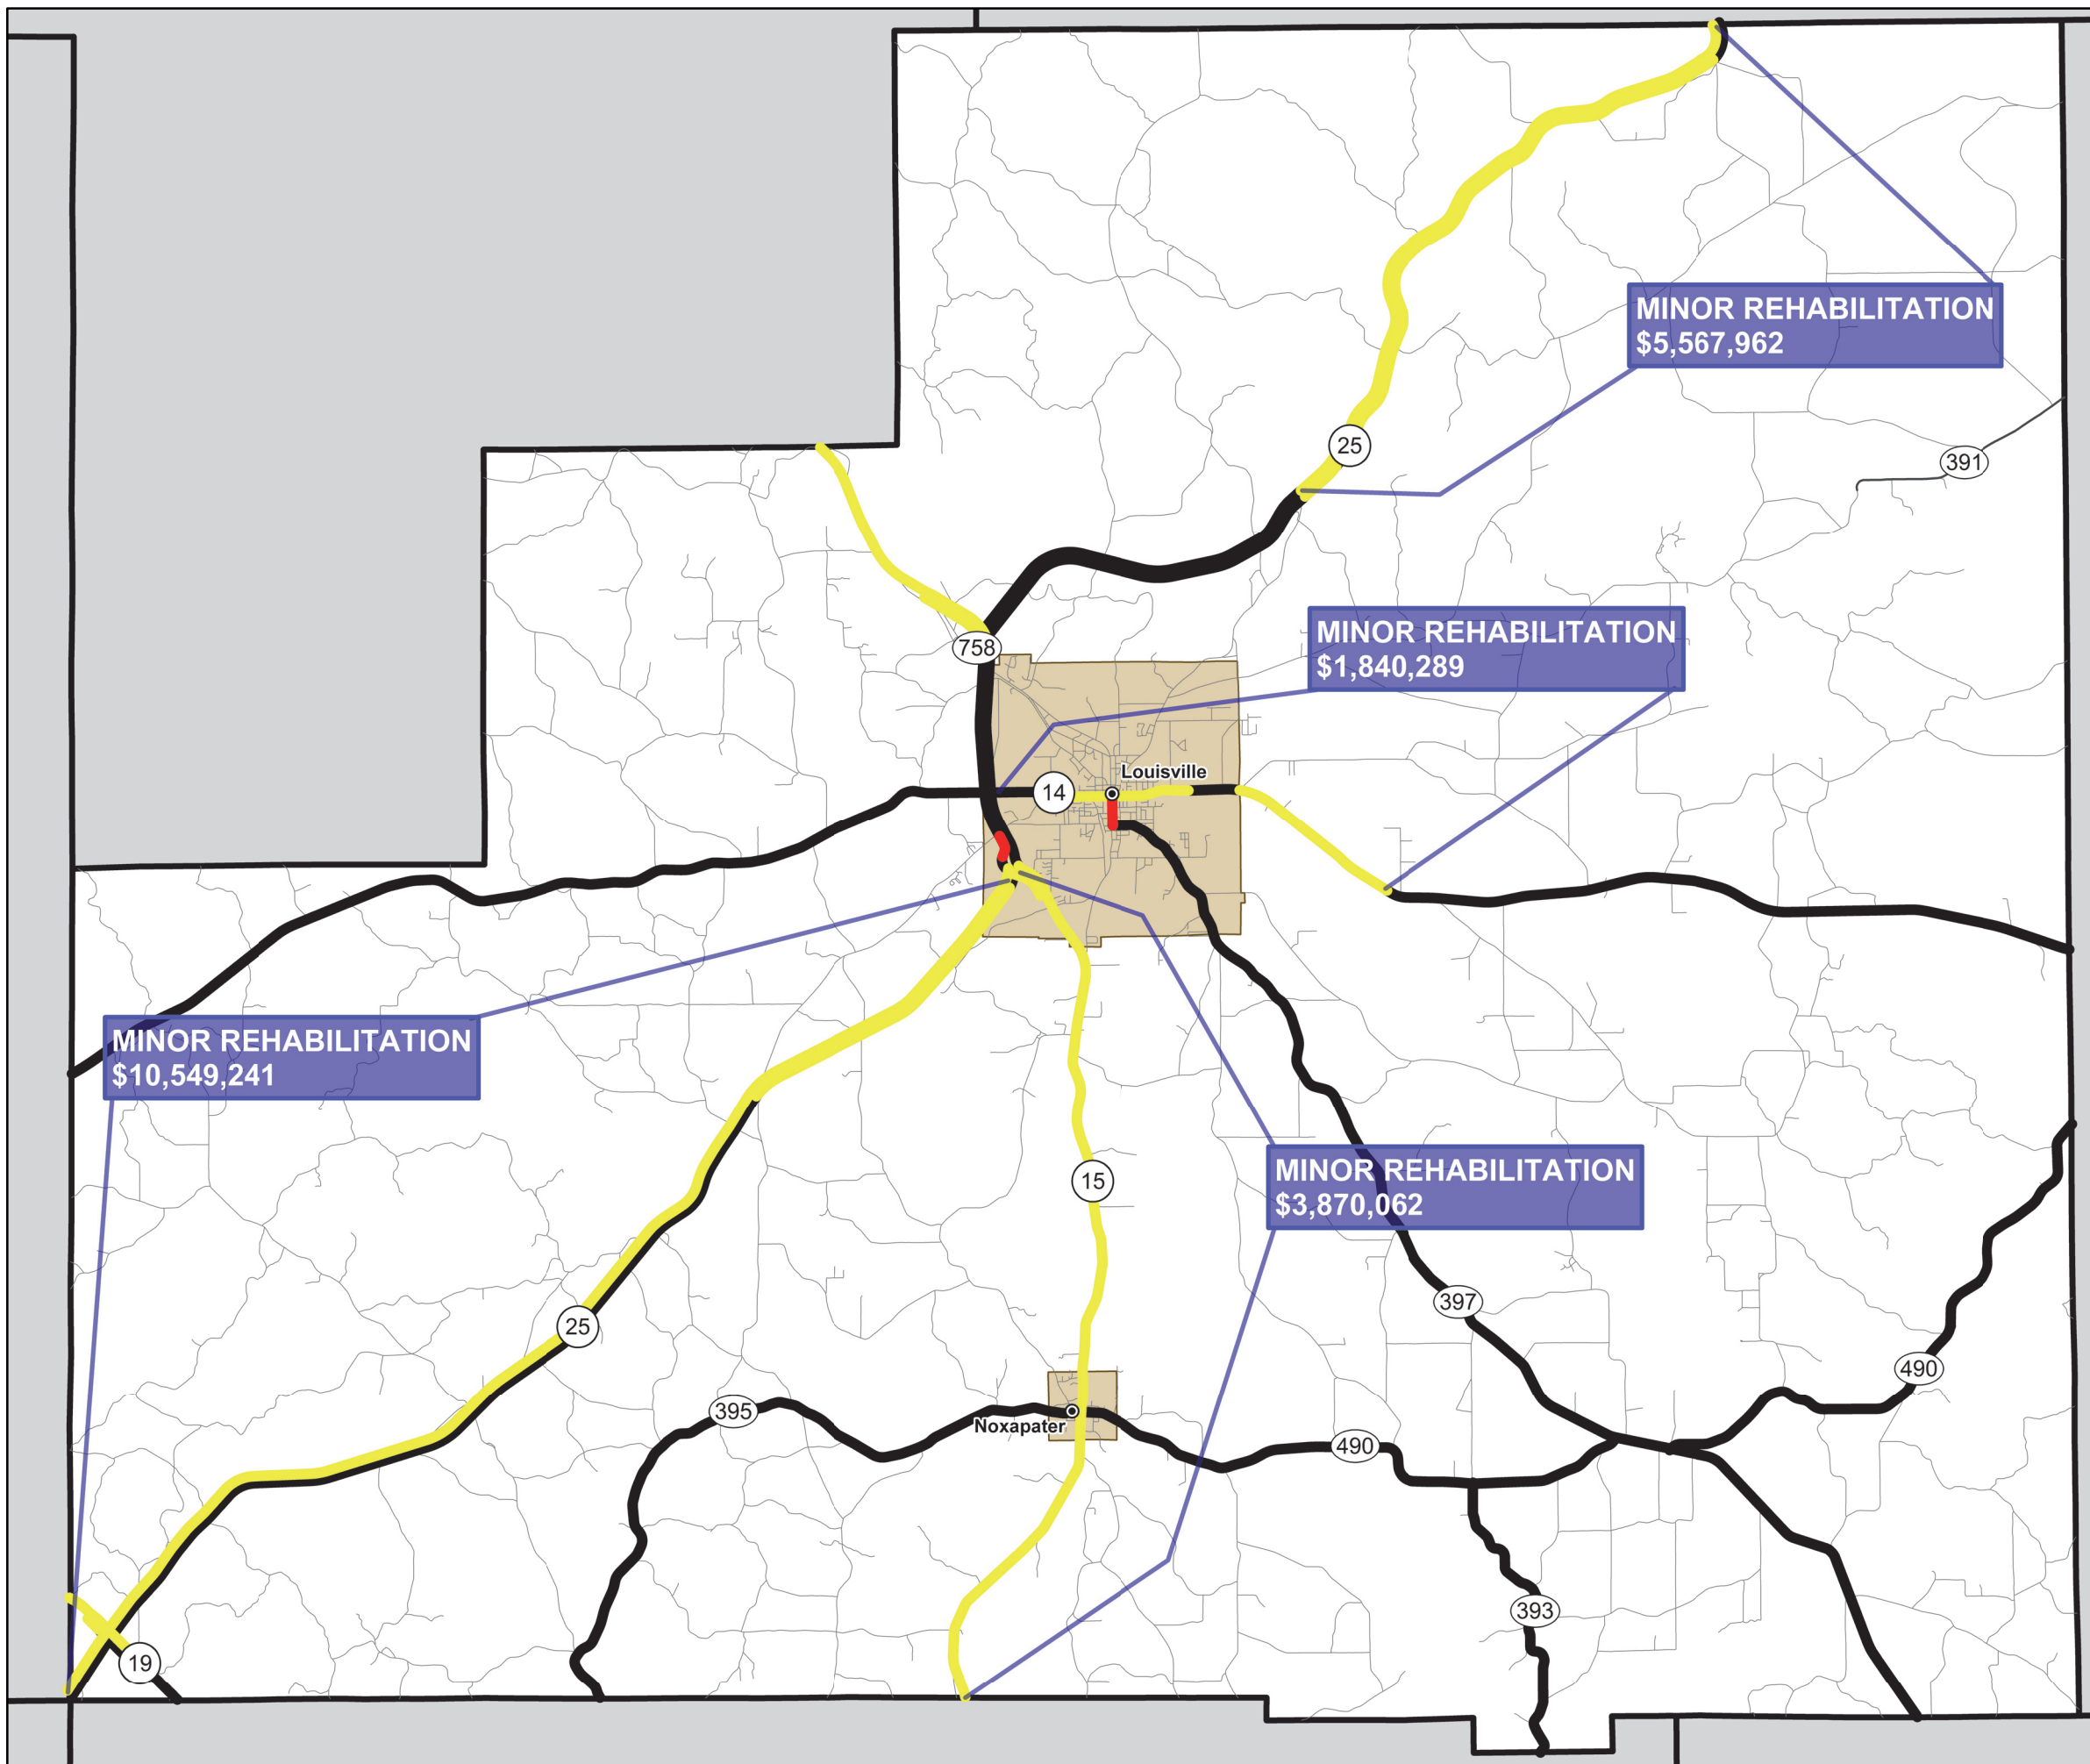 MINOR REHABILITATION
$5,567,962
25
391
MINOR REHABILITATION
$1,840,289
758
Louisville
14
MINOR REHABILITATION
$10,549,241
MINOR REHABILITATION
$3,870,062
15
397
25
490
395
Noxapater
490
393
19